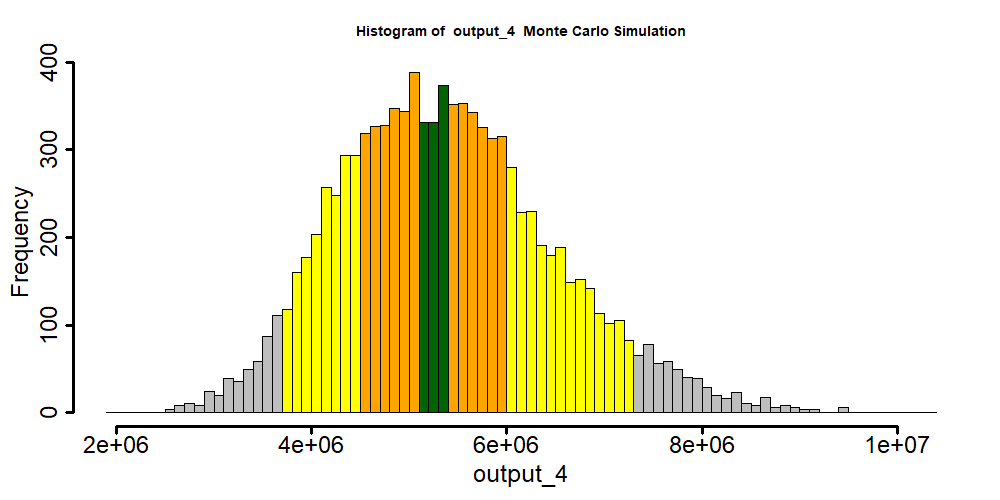 Histogram of output_4 Monte Carlo Simulation
400
300
200
100
0
Frequency
2e+06 4e+06 6e+06 8e+06 1e+07
output_4